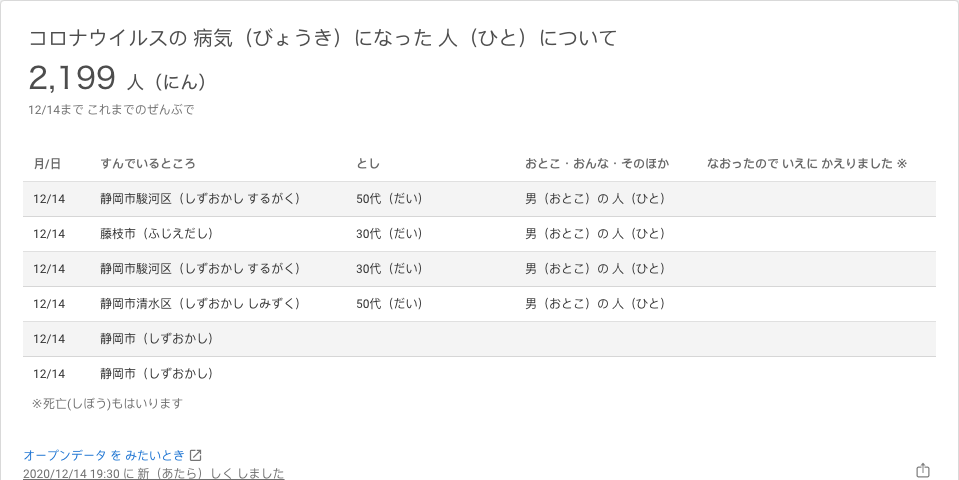 コロナウイルスの 病気（びょうき）になった 人（ひと）について
2,199 人（にん）
12/14まで これまでのぜんぶで
月/日 すんでいるところ とし おとこ・おんな・そのほか なおったので いえに かえりました ※
12/14 静岡市駿河区（しずおかし するがく） 50代（だい） 男（おとこ）の 人（ひと）
12/14 藤枝市（ふじえだし） 30代（だい） 男（おとこ）の 人（ひと）
12/14 静岡市駿河区（しずおかし するがく） 30代（だい） 男（おとこ）の 人（ひと）
12/14 静岡市清水区（しずおかし しみずく） 50代（だい） 男（おとこ）の 人（ひと）
12/14 静岡市（しずおかし）
12/14 静岡市（しずおかし）
※死亡(しぼう)もはいります
オープンデータ を みたいとき
2020/12/14 19:30 に 新（あたら）しく しました